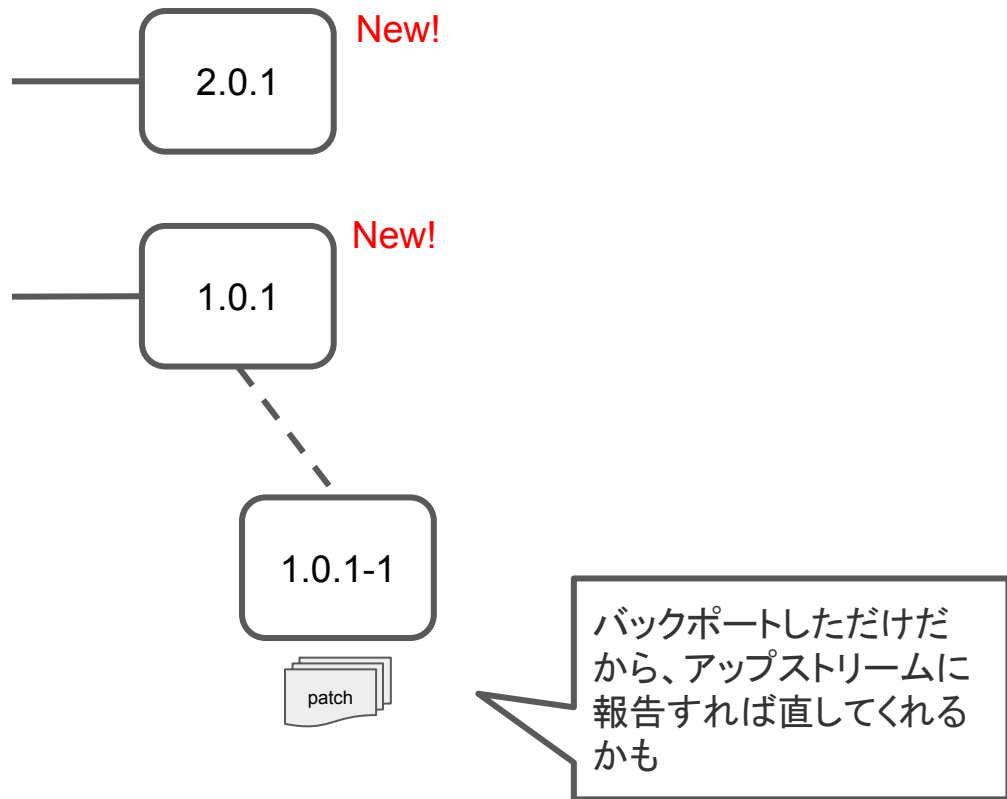 New!
2.0.1
New!
1.0.1
1.0.1-1
patch
バックポートしただけだ
から、アップストリームに
報告すれば直してくれる
かも